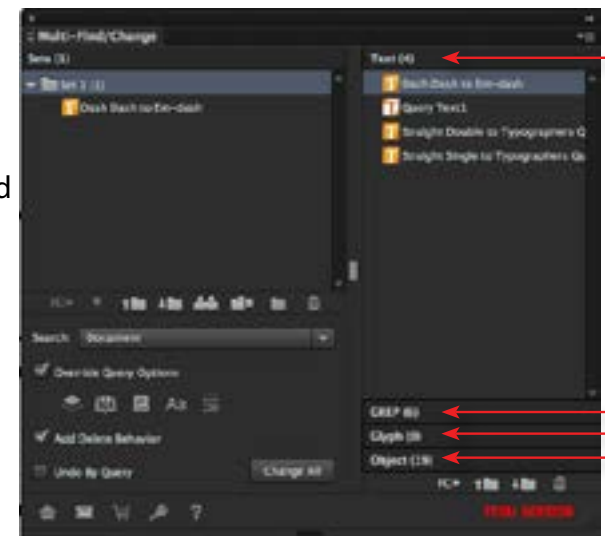 Multi-Find/Change
Sets (1)
Set 1 (1)
Dash Dash to Em-dash
Text (4)
Dash Dash to Em-dash
Query Text1
Straight Double to Typographers Q
Straight Single to Typographers Qu
d
Search: Document
Override Query Options
Add Delete Behavior
Undo By Query
Change All
GREP (6)
Glyph (0)
Object (19)
?